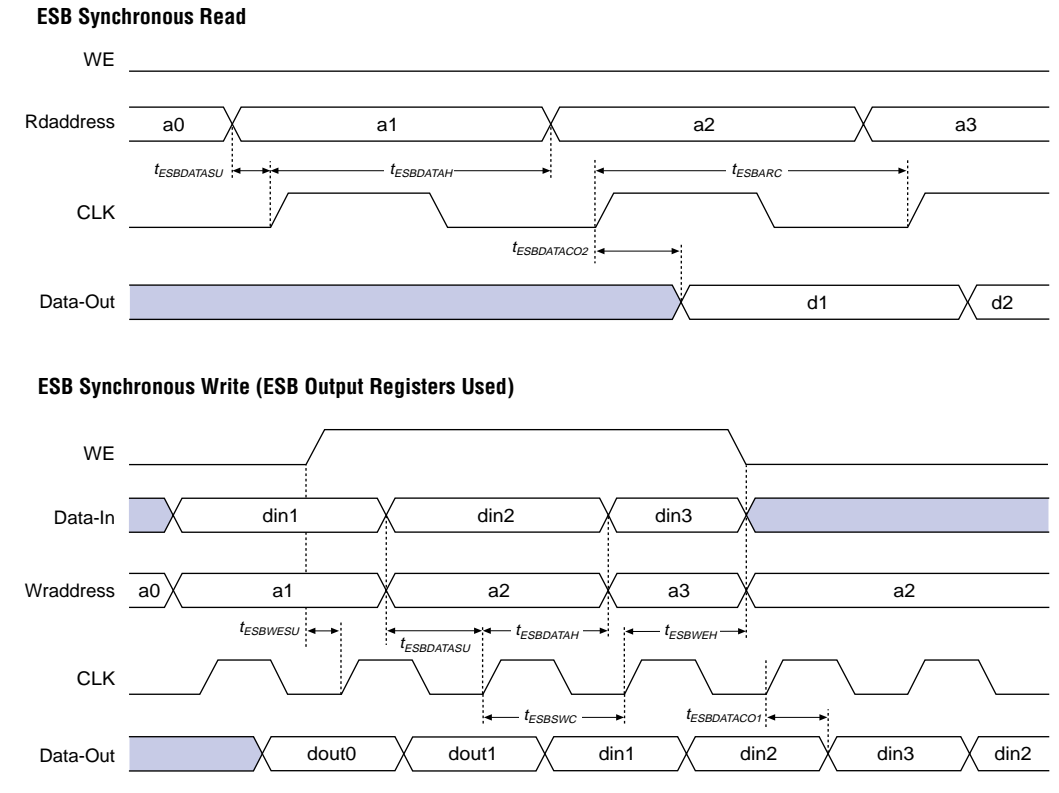 ESB Synchronous Read
WE
Rdaddress a0 a1 a2 a3
tESBDATASU tESBDATAH tESBARC
CLK
tESBDATACO2
Data-Out d1 d2
ESB Synchronous Write (ESB Output Registers Used)
WE
Data-In din1 din2 din3
Wraddress a0 a1 a2 a3 a2
tESBWESU tESBDATASU tESBDATAH tESBWEH
CLK
tESBSWC tESBDATACO1
Data-Out dout0 dout1 din1 din2 din3 din2